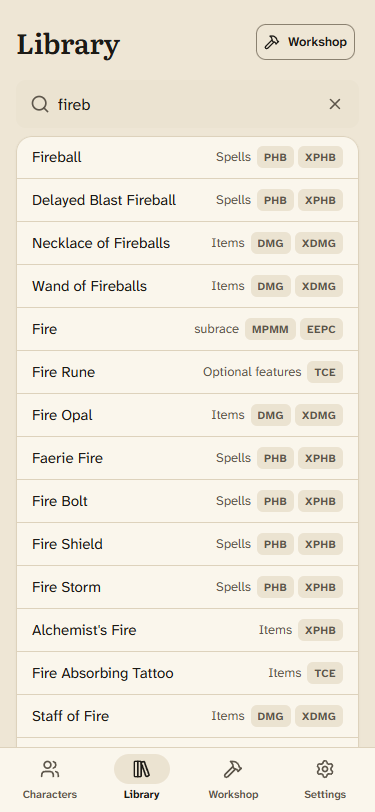 Library Workshop
fireb
Fireball Spells PHB XPHB
Delayed Blast Fireball Spells PHB XPHB
Necklace of Fireballs Items DMG XDMG
Wand of Fireballs Items DMG XDMG
Fire subrace MPMM EEPC
Fire Rune Optional features TCE
Fire Opal Items DMG XDMG
Faerie Fire Spells PHB XPHB
Fire Bolt Spells PHB XPHB
Fire Shield Spells PHB XPHB
Fire Storm Spells PHB XPHB
Alchemist's Fire Items XPHB
Fire Absorbing Tattoo Items TCE
Staff of Fire Items DMG XDMG
Characters Library Workshop Settings